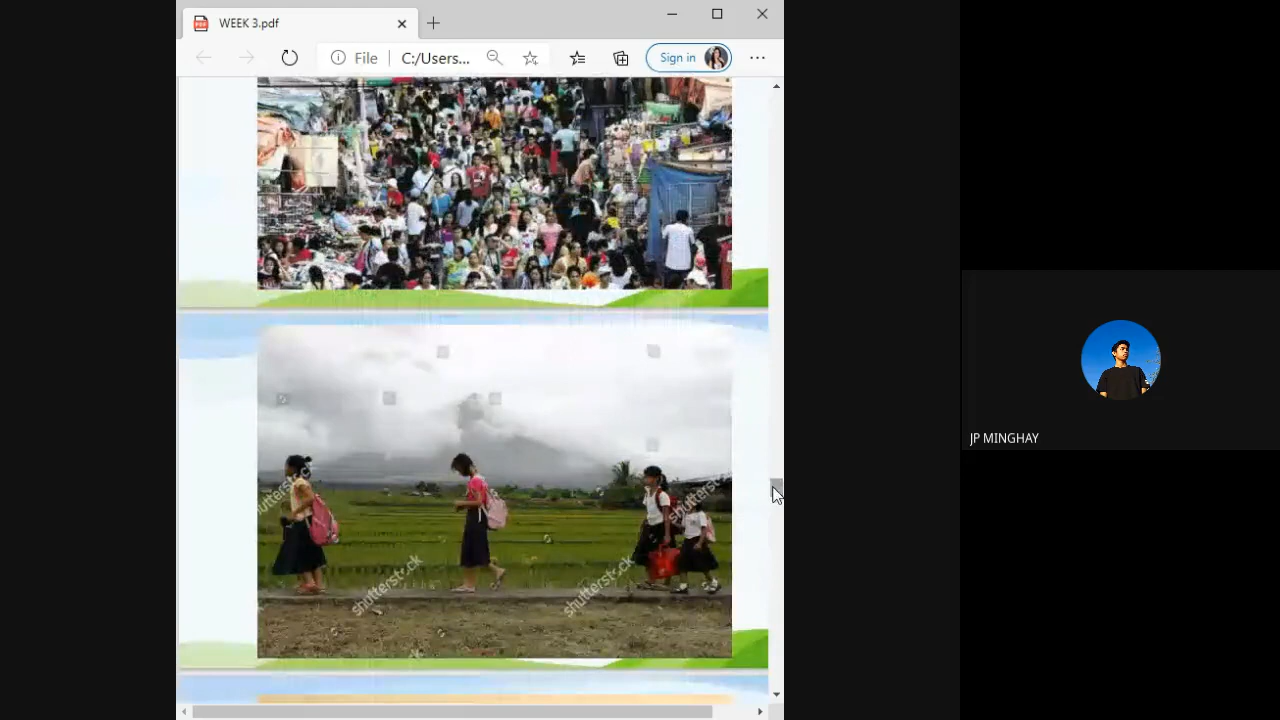 WEEK 3.pdf
File
C:/Users...
Sign in
shutterstock
shutterstock
shutterstock
shutterstock
JP MINGHAY